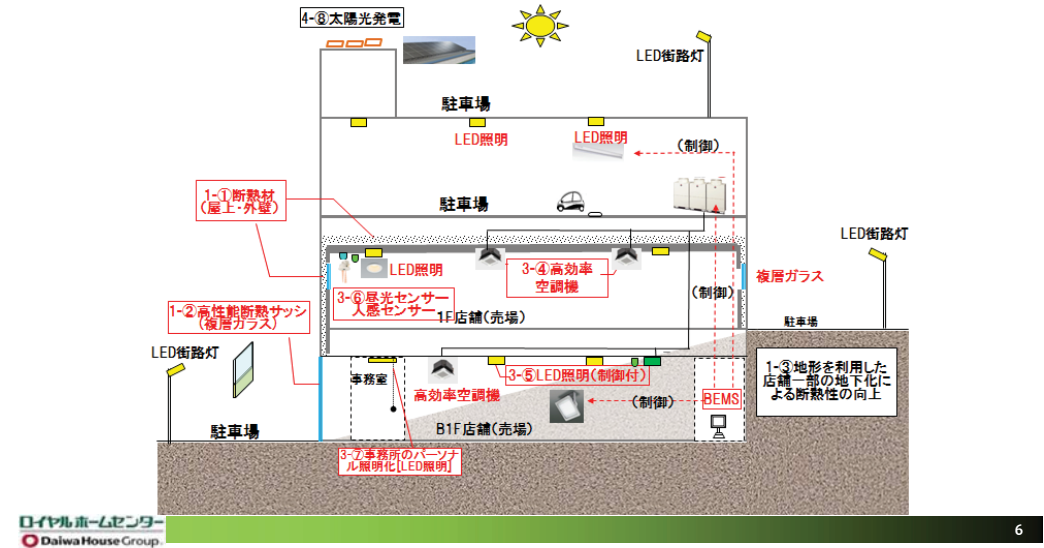 4-⑧太陽光発電
LED街路灯
駐車場
LED照明
LED照明
(制御)
1-①断熱材
(屋上・外壁)
駐車場
LED街路灯
LED照明
3-④高効率
空調機
複層ガラス
3-⑥昼光センサー
人感センサー
(制御)
1F店舗(売場)
1-②高性能断熱サッシ
(複層ガラス)
駐車場
LED街路灯
事務室
3-⑤LED照明(制御付)
1-③地形を利用した
店舗一部の地下化に
よる断熱性の向上
高効率空調機
(制御)
BEMS
駐車場
B1F店舗(売場)
3-⑦事務所のパーソナ
ル照明化[LED照明]
ロイヤルホームセンター
Daiwa House Group.
6